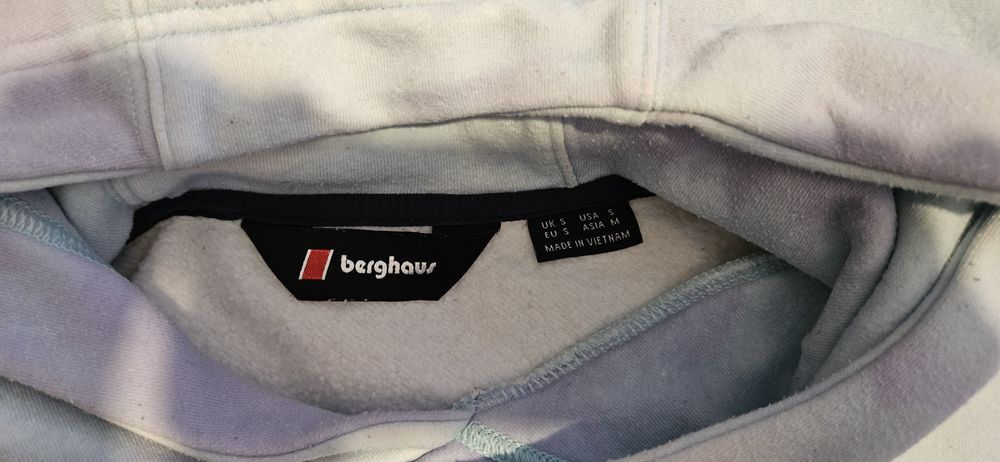 berghaus
UK S USA S
EU S ASIA M
MADE IN VIETNAM